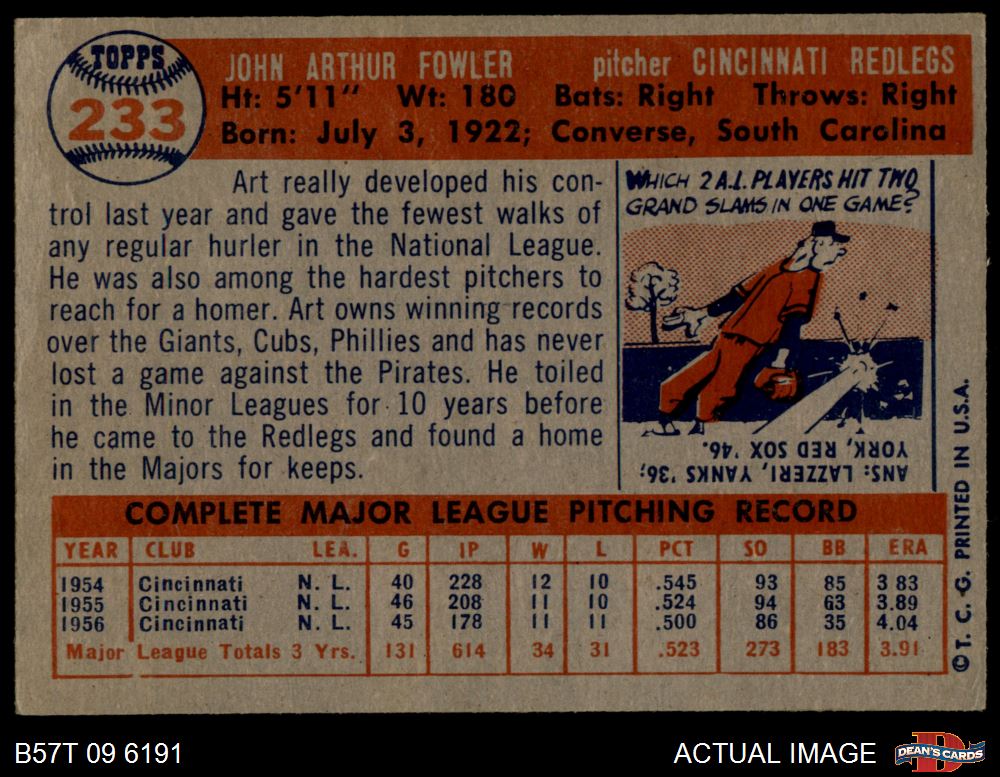 TOPPS
233
JOHN ARTHUR FOWLER pitcher CINCINNATI REDLEGS
Ht: 5'11" Wt: 180 Bats: Right Throws: Right
Born: July 3, 1922; Converse, South Carolina
Art really developed his con-
trol last year and gave the fewest walks of
any regular hurler in the National League.
He was also among the hardest pitchers to
reach for a homer. Art owns winning records
over the Giants, Cubs, Phillies and has never
lost a game against the Pirates. He toiled
in the Minor Leagues for 10 years before
he came to the Redlegs and found a home
in the Majors for keeps.
WHICH 2 A.L. PLAYERS HIT TWO
GRAND SLAMS IN ONE GAME?
ANS: LAZZERI, YANKS '36;
YORK, RED SOX '46.
COMPLETE MAJOR LEAGUE PITCHING RECORD
YEAR CLUB LEA. G IP W L PCT SO BB ERA
1954 Cincinnati N. L. 40 228 12 10 .545 93 85 3 83
1955 Cincinnati N. L. 46 208 11 10 .524 94 63 3.89
1956 Cincinnati N. L. 45 178 11 11 .500 86 35 4.04
Major League Totals 3 Yrs. 131 614 34 31 .523 273 183 3.91
© T. C. G. PRINTED IN U.S.A.
B57T 09 6191 ACTUAL IMAGE
DEAN'S CARDS